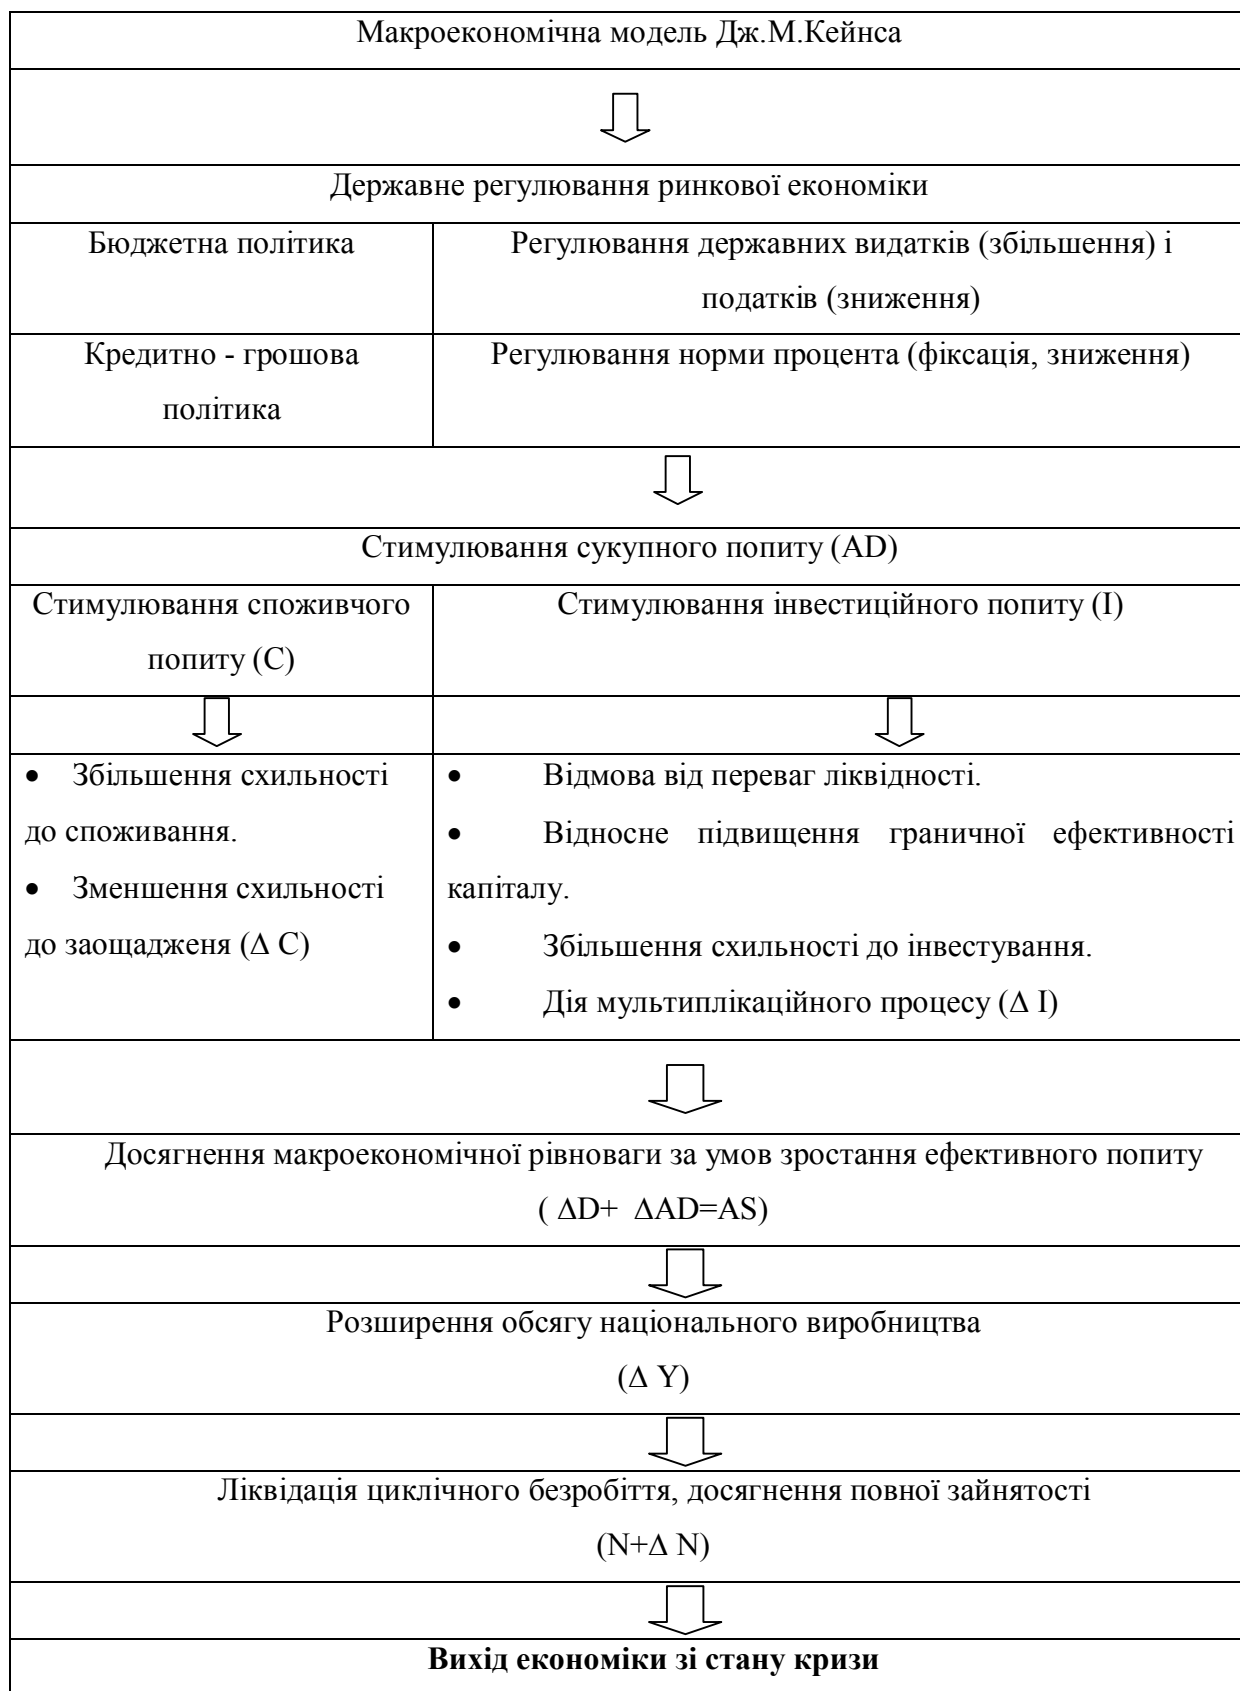 Макроекономічна модель Дж.М.Кейнса
Державне регулювання ринкової економіки
Бюджетна політика
Регулювання державних видатків (збільшення) і
податків (зниження)
Кредитно - грошова
політика
Регулювання норми процента (фіксація, зниження)
Стимулювання сукупного попиту (AD)
Стимулювання споживчого
попиту (С)
Стимулювання інвестиційного попиту (І)
• Збільшення схильності
до споживання.
• Зменшення схильності
до заощадженя (Δ С)
• Відмова від переваг ліквідності.
• Відносне підвищення граничної ефективності
капіталу.
• Збільшення схильності до інвестування.
• Дія мультиплікаційного процесу (Δ І)
Досягнення макроекономічної рівноваги за умов зростання ефективного попиту
( ΔD+ ΔAD=AS)
Розширення обсягу національного виробництва
(Δ Y)
Ліквідація циклічного безробіття, досягнення повної зайнятості
(N+Δ N)
Вихід економіки зі стану кризи